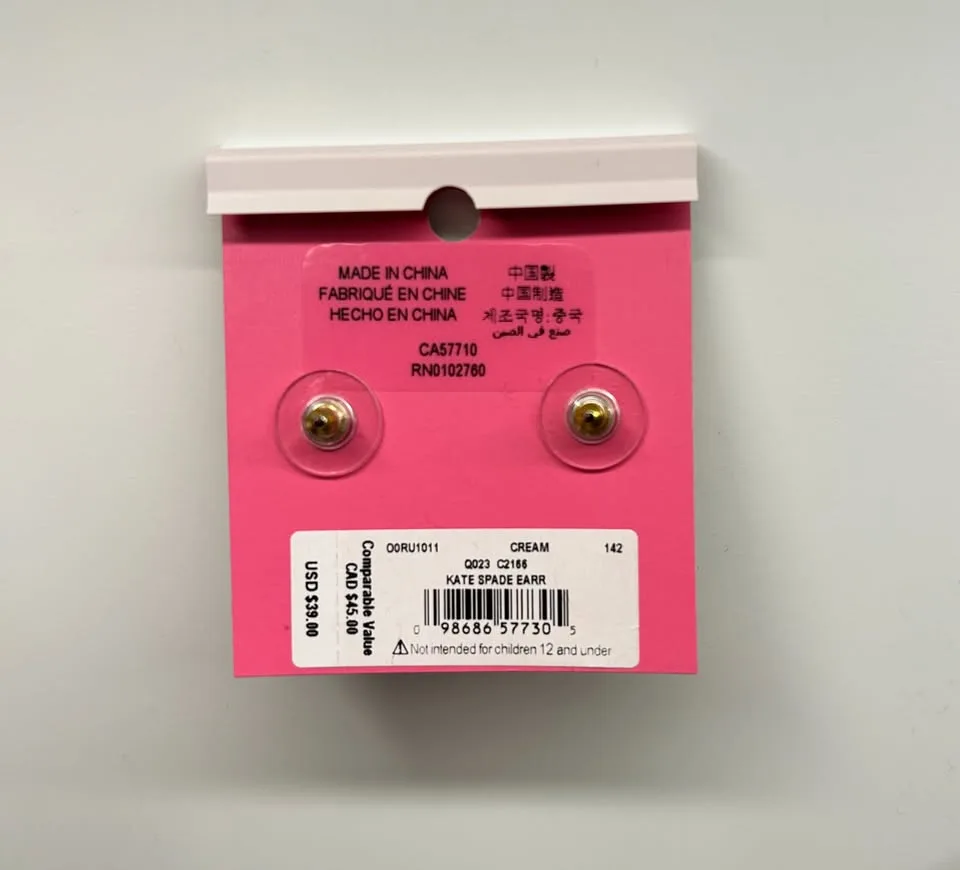 MADE IN CHINA
FABRIQUÉ EN CHINE
HECHO EN CHINA
中国製
中国制造
제조국명:중국
صنع في الصين
CA57710
RN0102760
USD $39.00
Comparable Value
CAD $45.00
O0RU1011 CREAM 142
Q023 C2166
KATE SPADE EARR
0 98686 57730 5
⚠Not intended for children 12 and under